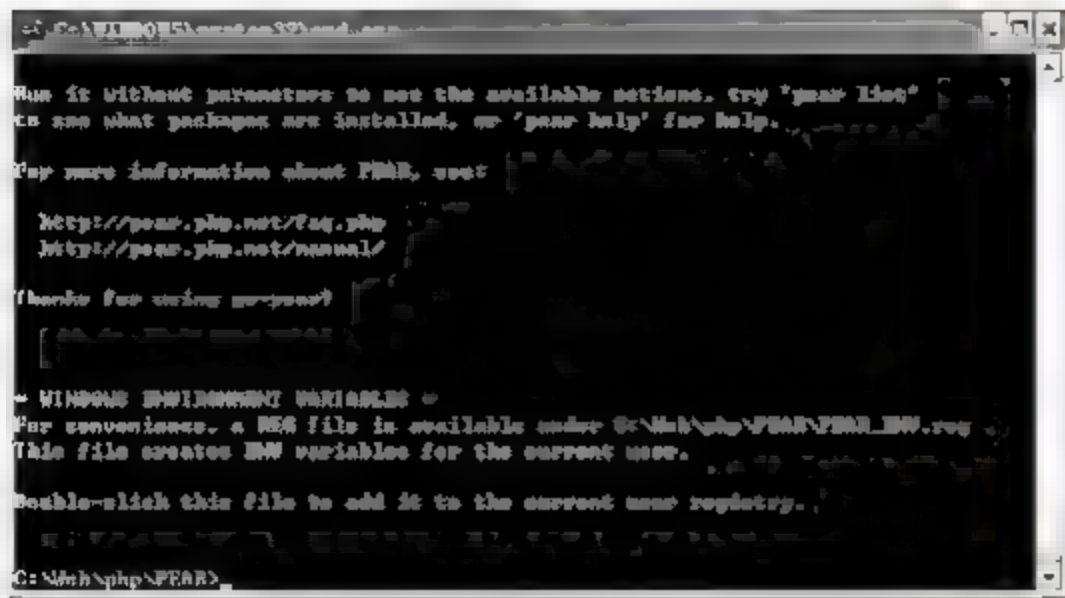 Run it without parameters to see the available actions, try 'pear list'
to see what packages are installed, or 'pear help' for help.
For more information about PEAR, see:
http://pear.php.net/faq.php
http://pear.php.net/manual/
Thanks for using go-pear!
* WINDOWS ENVIRONMENT VARIABLES *
For convenience, a REG file is available under C:\Web\php\PEAR\PEAR_ENV.reg
This file creates ENV variables for the current user.
Double-click this file to add it to the current user registry.
C:\Web\php\PEAR>_